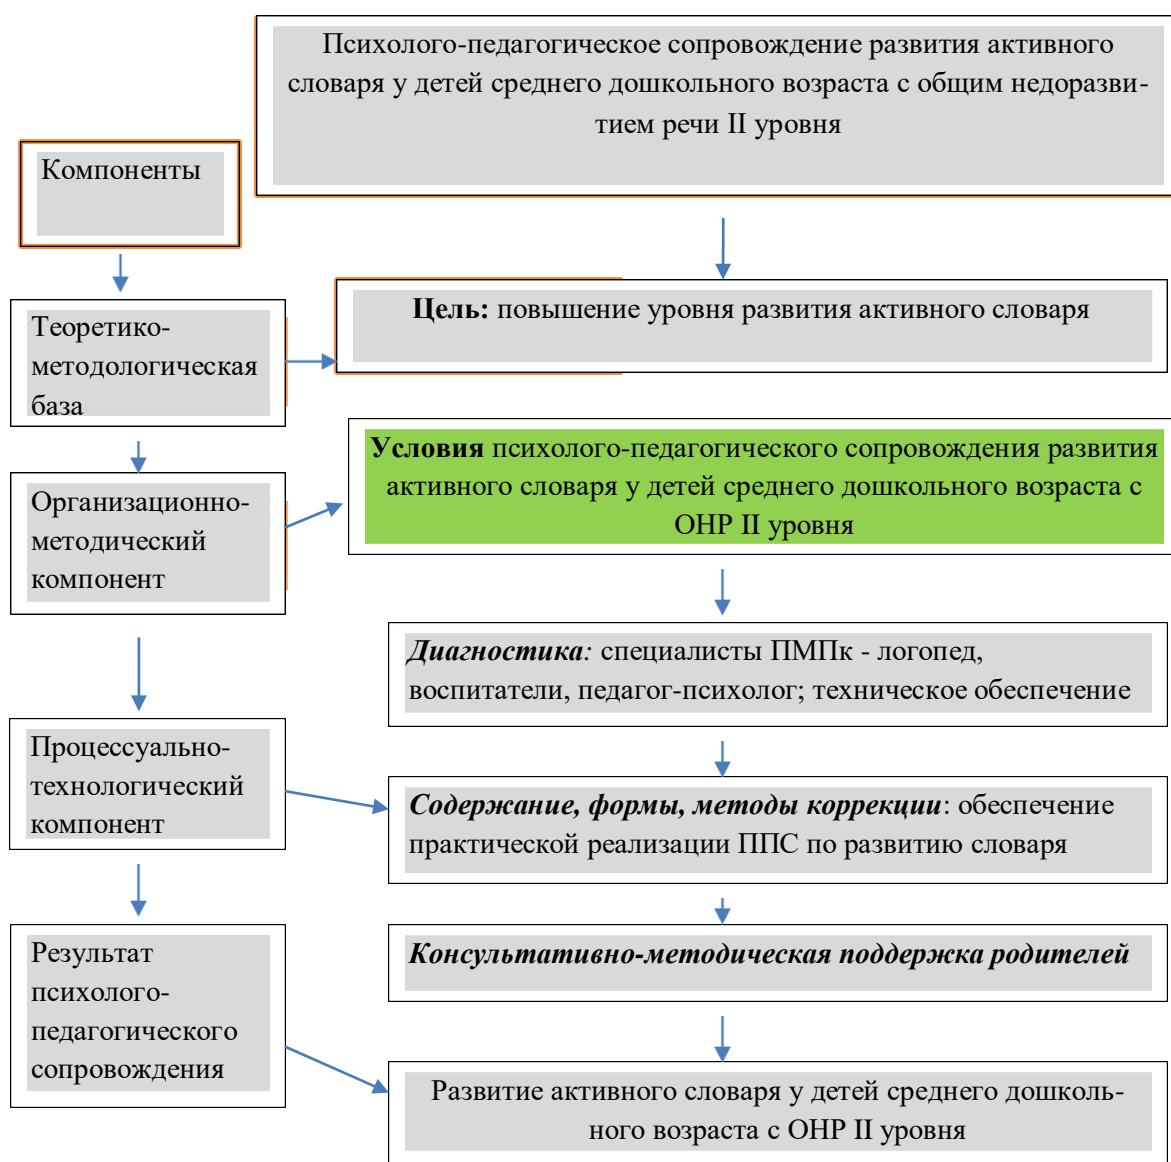 Психолого-педагогическое сопровождение развития активного
словаря у детей среднего дошкольного возраста с общим недоразви-
тием речи II уровня
Компоненты
Теоретико-
методологическая
база
Цель: повышение уровня развития активного словаря
Организационно-
методический
компонент
Условия психолого-педагогического сопровождения развития
активного словаря у детей среднего дошкольного возраста с
ОНР II уровня
Диагностика: специалисты ПМПк - логопед,
воспитатели, педагог-психолог; техническое обеспечение
Процессуально-
технологический
компонент
Содержание, формы, методы коррекции: обеспечение
практической реализации ППС по развитию словаря
Консультативно-методическая поддержка родителей
Результат
психолого-
педагогического
сопровождения
Развитие активного словаря у детей среднего дошколь-
ного возраста с ОНР II уровня